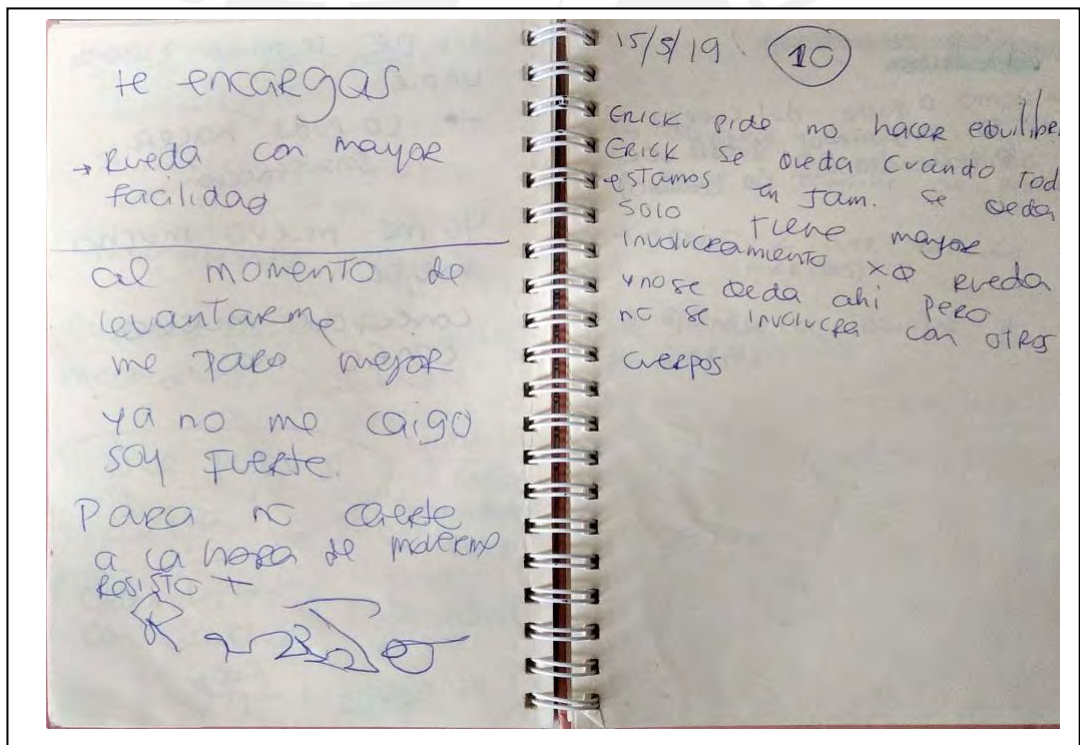 te encargas
→ Rueda con mayor
facilidad
al momento de
levantarme
me paro mejor
ya no me caigo
soy fuerte.
Para no caerte
a la hora de moverme
Resisto +
15/5/19 10
Erick pide no hacer equilibr
Erick se queda cuando tod
estamos en Jam. se queda
solo tiene mayor
involucramiento xq rueda
y no se queda ahi pero
no se involucra con otros
cuerpos